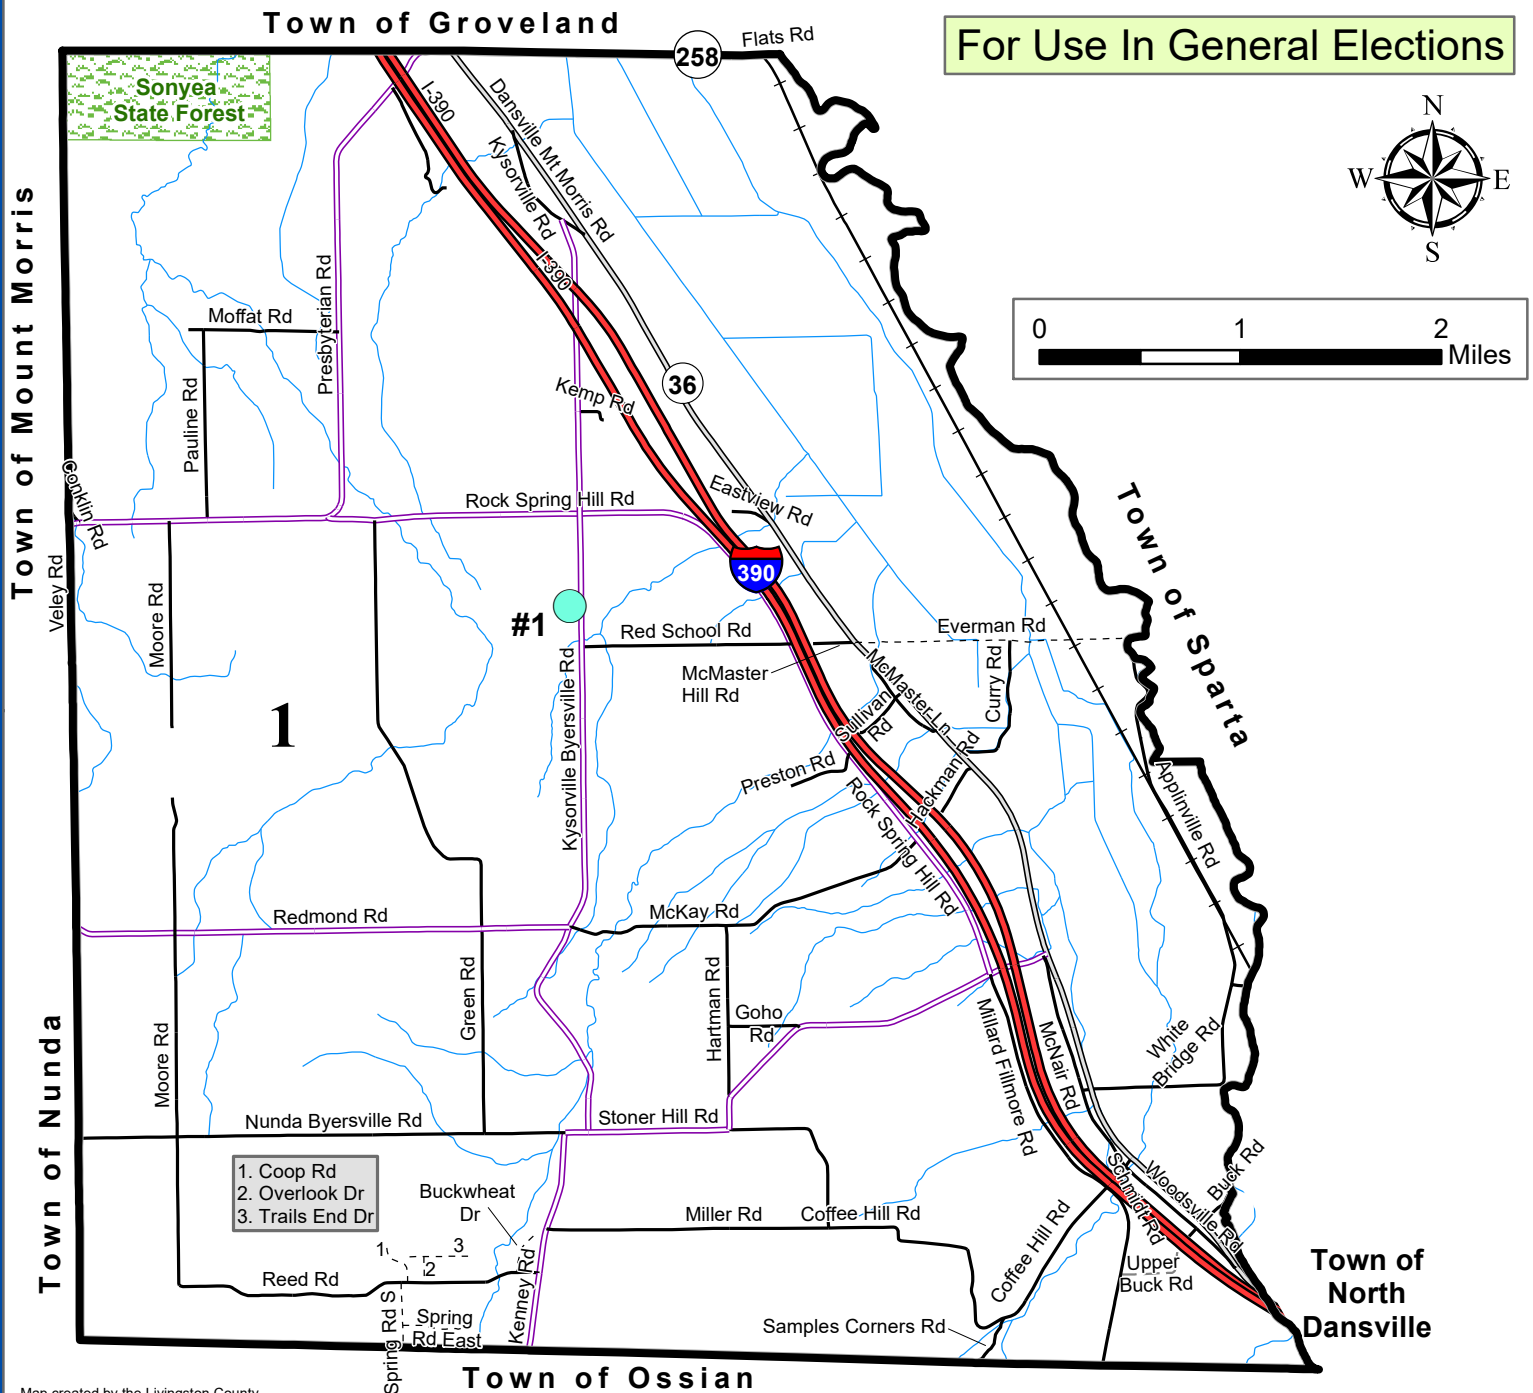 Town of Groveland
258
Flats Rd
For Use In General Elections
Sonyea
State Forest
I-390
Dansville Mt Morris Rd
Kysorville Rd
I-390
N
W
E
S
0 1 2
Miles
Town of Mount Morris
Presbyterian Rd
Moffat Rd
Pauline Rd
36
Kemp Rd
Conklin Rd
Rock Spring Hill Rd
Eastview Rd
390
Town of Sparta
Veley Rd
Moore Rd
#1
Red School Rd
Everman Rd
McMaster
Hill Rd
McMaster Ln
Curry Rd
Sullivan
Rd
1
Kysorville Byersville Rd
Preston Rd
Hackman Rd
Rock Spring Hill Rd
Applinville Rd
Redmond Rd
McKay Rd
Green Rd
Hartman Rd
Goho
Rd
Millard Fillmore Rd
McNair Rd
White
Bridge Rd
Town of Nunda
Moore Rd
Nunda Byersville Rd
Stoner Hill Rd
1. Coop Rd
2. Overlook Dr
3. Trails End Dr
Buckwheat
Dr
Miller Rd
Coffee Hill Rd
Coffee Hill Rd
Schmidt Rd
Woodsville Rd
Buck Rd
1
3
2
Reed Rd
Kenney Rd
Upper
Buck Rd
Town of
North
Dansville
Spring Rd S
Spring
Rd East
Samples Corners Rd
Town of Ossian
Map created by the Livingston County